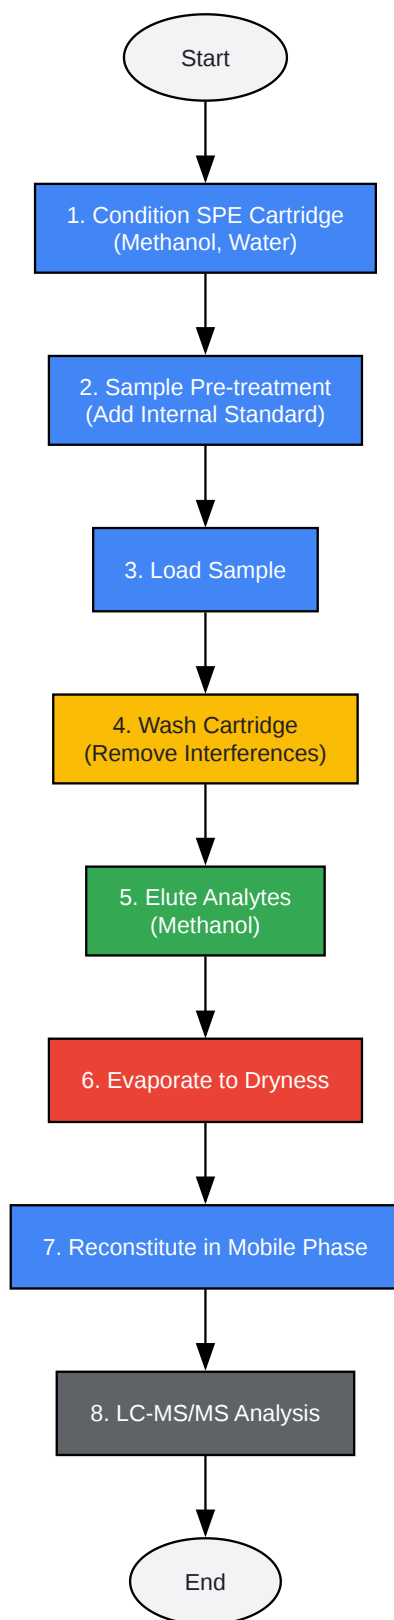 Start
1. Condition SPE Cartridge
(Methanol, Water)
2. Sample Pre-treatment
(Add Internal Standard)
3. Load Sample
4. Wash Cartridge
(Remove Interferences)
5. Elute Analytes
(Methanol)
6. Evaporate to Dryness
7. Reconstitute in Mobile Phase
8. LC-MS/MS Analysis
End